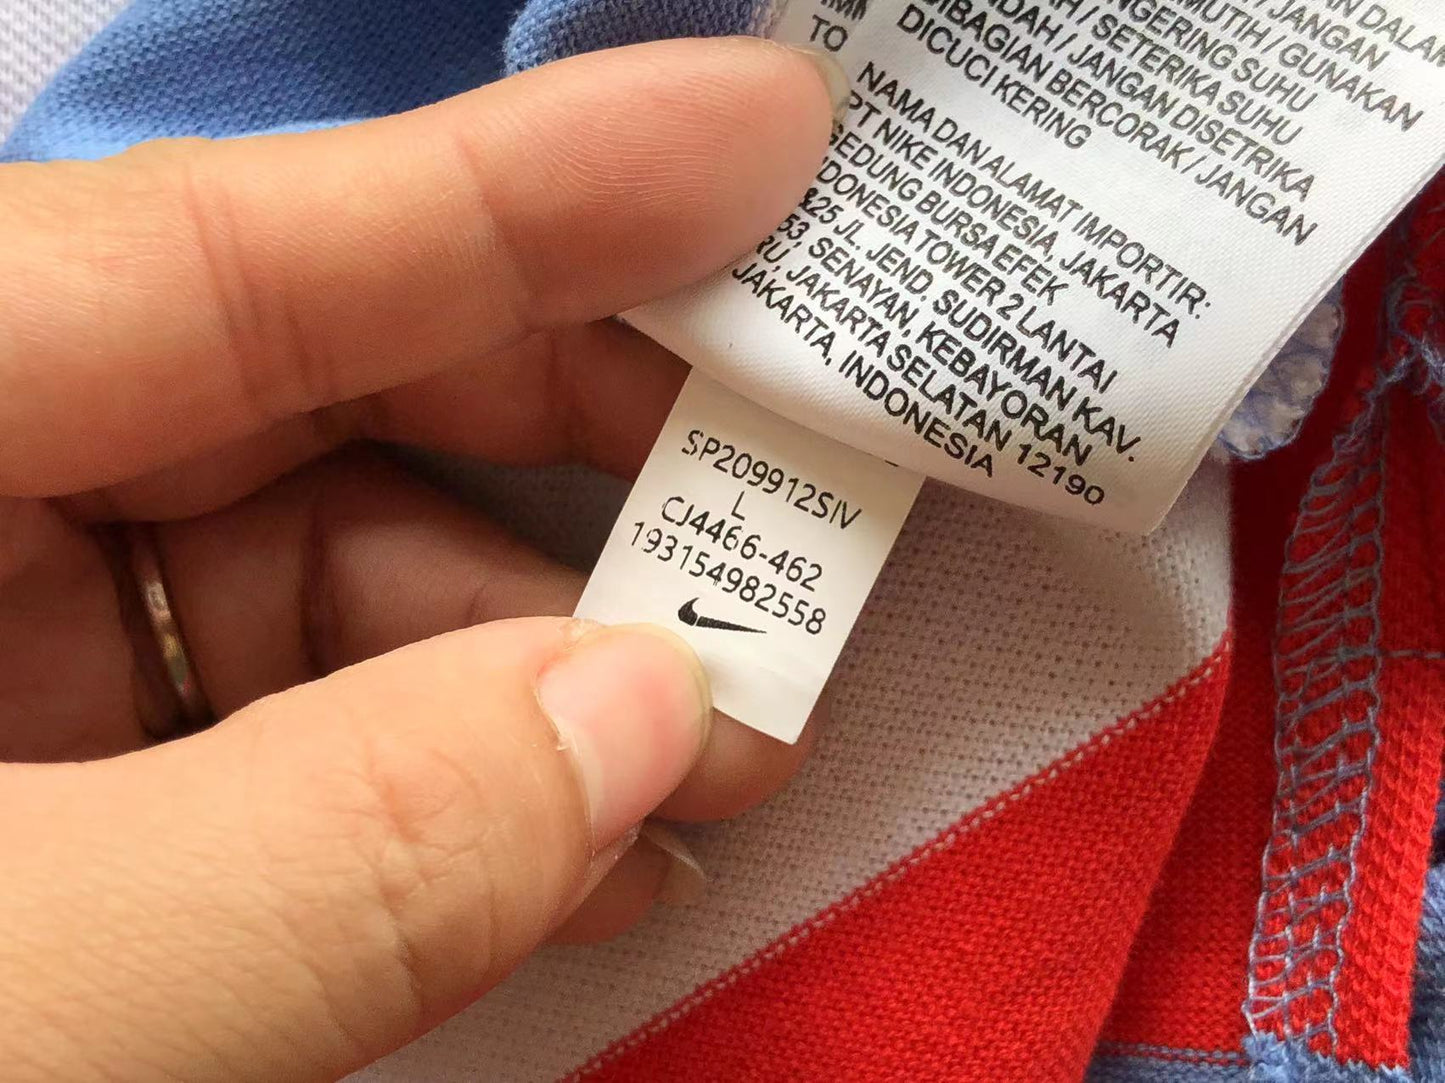 DALAM
JANGAN
MUTIH / GUNAKAN
NGERING SUHU
/ SETERIKA SUHU
DAH / JANGAN DISETRIKA
DIBAGIAN BERCORAK / JANGAN
DICUCI KERING
TO
NAMA DAN ALAMAT IMPORTIR:
PT NIKE INDONESIA, JAKARTA
GEDUNG BURSA EFEK
INDONESIA TOWER 2 LANTAI
&25 JL. JEND. SUDIRMAN KAV.
53, SENAYAN, KEBAYORAN
RU, JAKARTA SELATAN 12190
JAKARTA, INDONESIA
SP209912SIV
L
CJ4466-462
193154982558